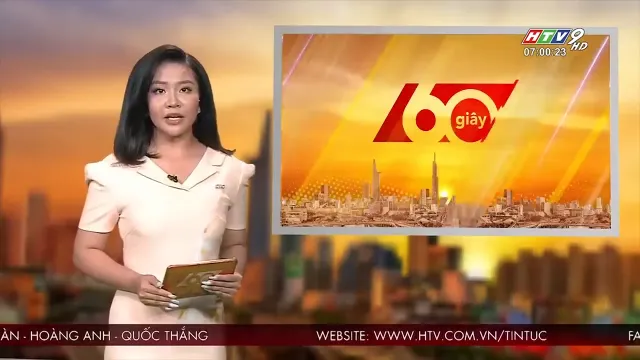 HTV9 HD
07:00:23
60 giây
ÀN - HOÀNG ANH - QUỐC THẮNG WEBSITE: WWW.HTV.COM.VN/TINTUC FA